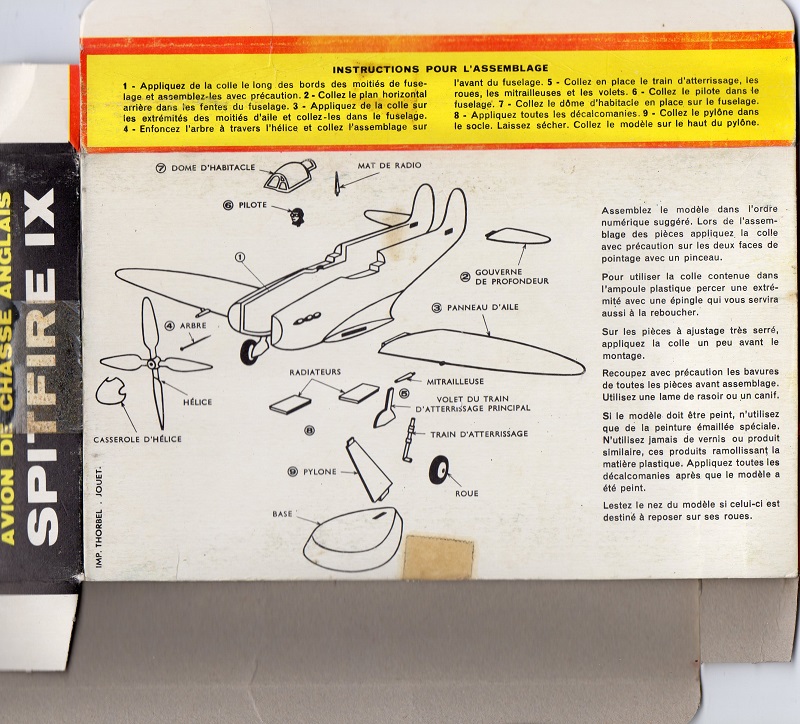 INSTRUCTIONS POUR L'ASSEMBLAGE
1 - Appliquez de la colle le long des bords des moitiés de fuse-
lage et assemblez-les avec précaution. 2 - Collez le plan horizontal
arrière dans les fentes du fuselage. 3 - Appliquez de la colle sur
les extrémités des moitiés d'aile et collez-les dans le fuselage.
4 - Enfoncez l'arbre à travers l'hélice et collez l'assemblage sur
l'avant du fuselage. 5 - Collez en place le train d'atterrissage, les
roues, les mitrailleuses et les volets. 6 - Collez le pilote dans le
fuselage. 7 - Collez le dôme d'habitacle en place sur le fuselage.
8 - Appliquez toutes les décalcomanies. 9 - Collez le pylône dans
le socle. Laissez sécher. Collez le modèle sur le haut du pylône.
AVION DE CHASSE ANGLAIS
SPITFIRE IX
7 DOME D'HABITACLE
MAT DE RADIO
6 PILOTE
1
2 GOUVERNE
DE PROFONDEUR
3 PANNEAU D'AILE
4 ARBRE
HÉLICE
CASSEROLE D'HÉLICE
RADIATEURS
MITRAILLEUSE
5
VOLET DU TRAIN
D'ATTERRISSAGE PRINCIPAL
TRAIN D'ATTERRISSAGE
8
9 PYLONE
ROUE
BASE
IMP. THORBEL . JOUET.
Assemblez le modèle dans l'ordre
numérique suggéré. Lors de l'assem-
blage des pièces appliquez la colle
avec précaution sur les deux faces de
pointage avec un pinceau.
Pour utiliser la colle contenue dans
l'ampoule plastique percer une extré-
mité avec une épingle qui vous servira
aussi à la reboucher.
Sur les pièces à ajustage très serré,
appliquez la colle un peu avant le
montage.
Recoupez avec précaution les bavures
de toutes les pièces avant assemblage.
Utilisez une lame de rasoir ou un canif.
Si le modèle doit être peint, n'utilisez
que de la peinture émaillée spéciale.
N'utilisez jamais de vernis ou produit
similaire, ces produits ramollissant la
matière plastique. Appliquez toutes les
décalcomanies après que le modèle a
été peint.
Lestez le nez du modèle si celui-ci est
destiné à reposer sur ses roues.